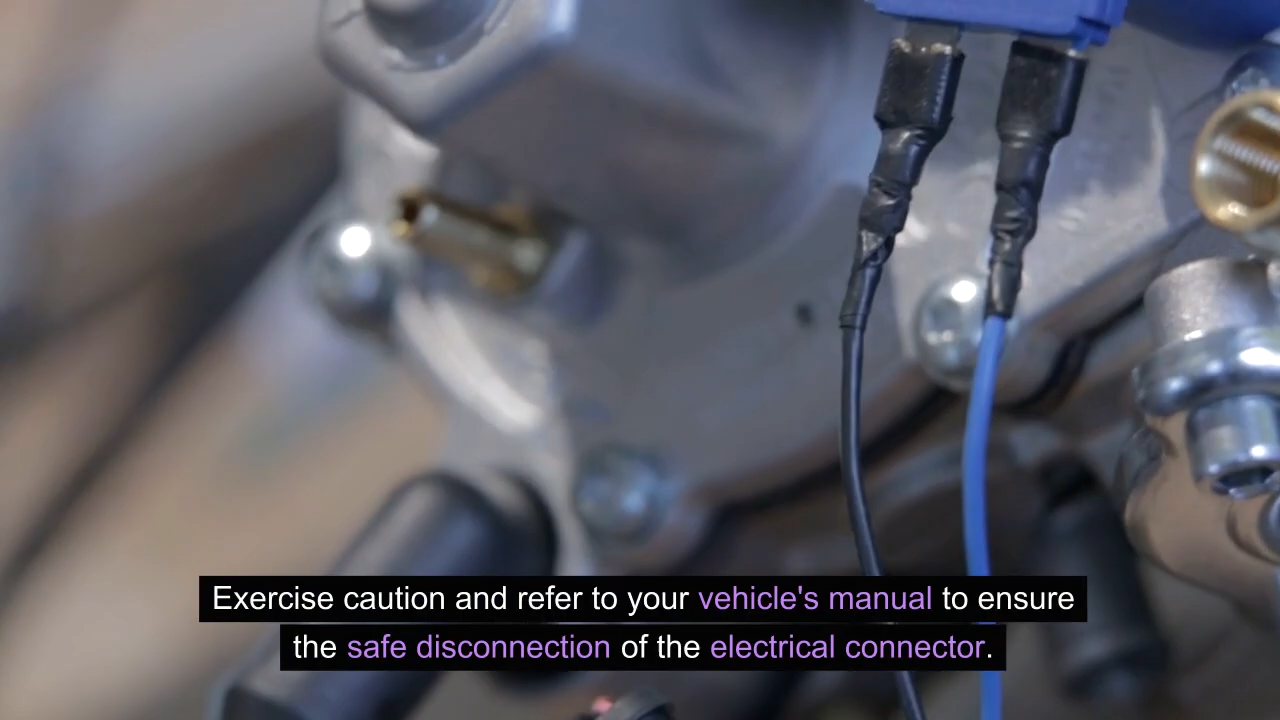 Exercise caution and refer to your vehicle's manual to ensure
the safe disconnection of the electrical connector.